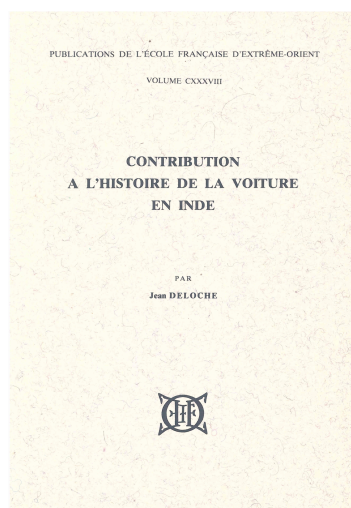 PUBLICATIONS DE L'ÉCOLE FRANÇAISE D'EXTRÊME-ORIENT
VOLUME CXXXVIII
CONTRIBUTION
A L'HISTOIRE DE LA VOITURE
EN INDE
PAR
Jean DELOCHE